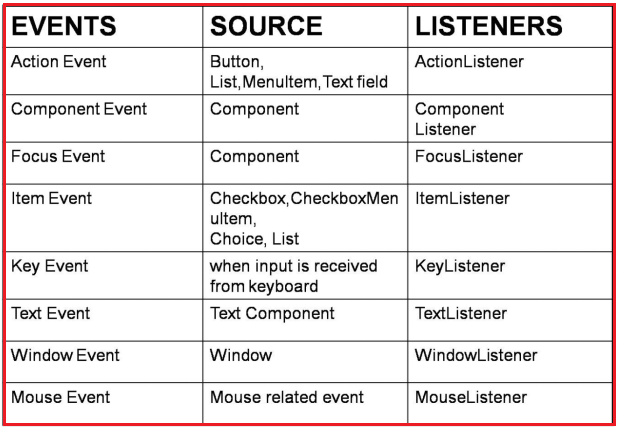 EVENTS SOURCE LISTENERS
Action Event Button, ActionListener
List,MenuItem,Text field
Component Event Component Component
Listener
Focus Event Component FocusListener
Item Event Checkbox,CheckboxMen ItemListener
uItem,
Choice, List
Key Event when input is received KeyListener
from keyboard
Text Event Text Component TextListener
Window Event Window WindowListener
Mouse Event Mouse related event MouseListener